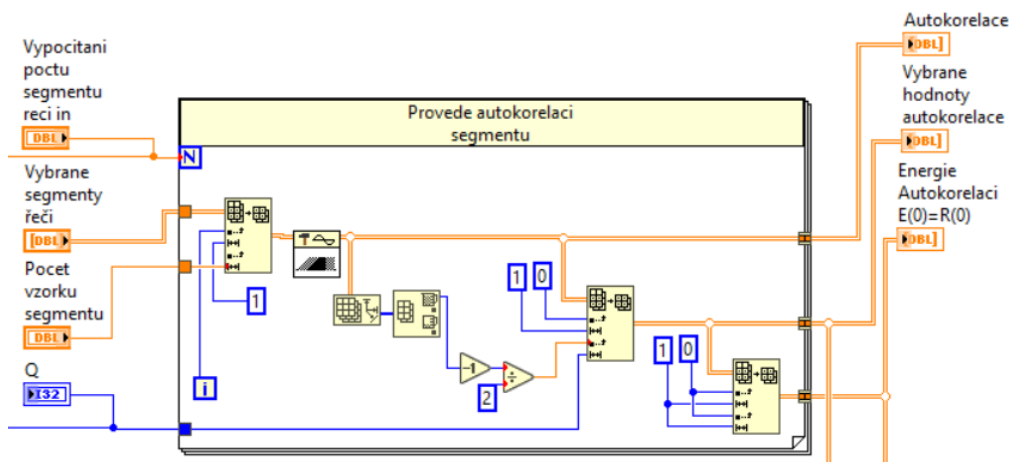 Vypocitani
poctu
segmentu
reci in
DBL
Vybrane
segmenty
řeči
[DBL]
Pocet
vzorku
segmentu
DBL
Q
I32
Provede autokorelaci
segmentu
N
1
i
-1
÷
2
1
0
1
0
Autokorelace
DBL]
Vybrane
hodnoty
autokorelace
DBL]
Energie
Autokorelaci
E(0)=R(0)
DBL]